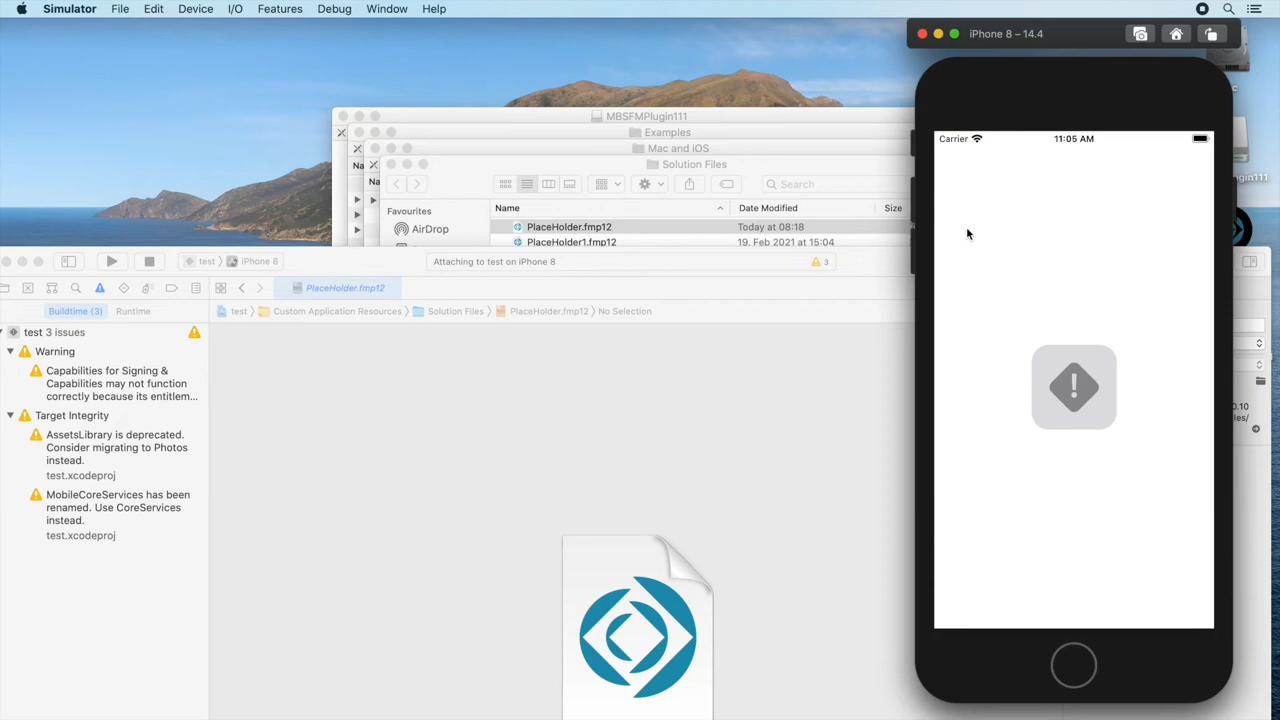 Simulator File Edit Device I/O Features Debug Window Help
iPhone 8 – 14.4
MBSFMPlugin111
Examples
Mac and iOS
Solution Files
Na
Na
Search
Favourites
AirDrop
Name Date Modified Size
PlaceHolder.fmp12 Today at 08:18
PlaceHolder1.fmp12 19. Feb 2021 at 15:04
Carrier 11:05 AM
test iPhone 8
Attaching to test on iPhone 8
3
PlaceHolder.fmp12
Buildtime (3) Runtime
test Custom Application Resources Solution Files PlaceHolder.fmp12 No Selection
test 3 issues
Warning
Capabilities for Signing &
Capabilities may not function
correctly because its entitlem...
Target Integrity
AssetsLibrary is deprecated.
Consider migrating to Photos
instead.
test.xcodeproj
MobileCoreServices has been
renamed. Use CoreServices
instead.
test.xcodeproj
0.10
les/